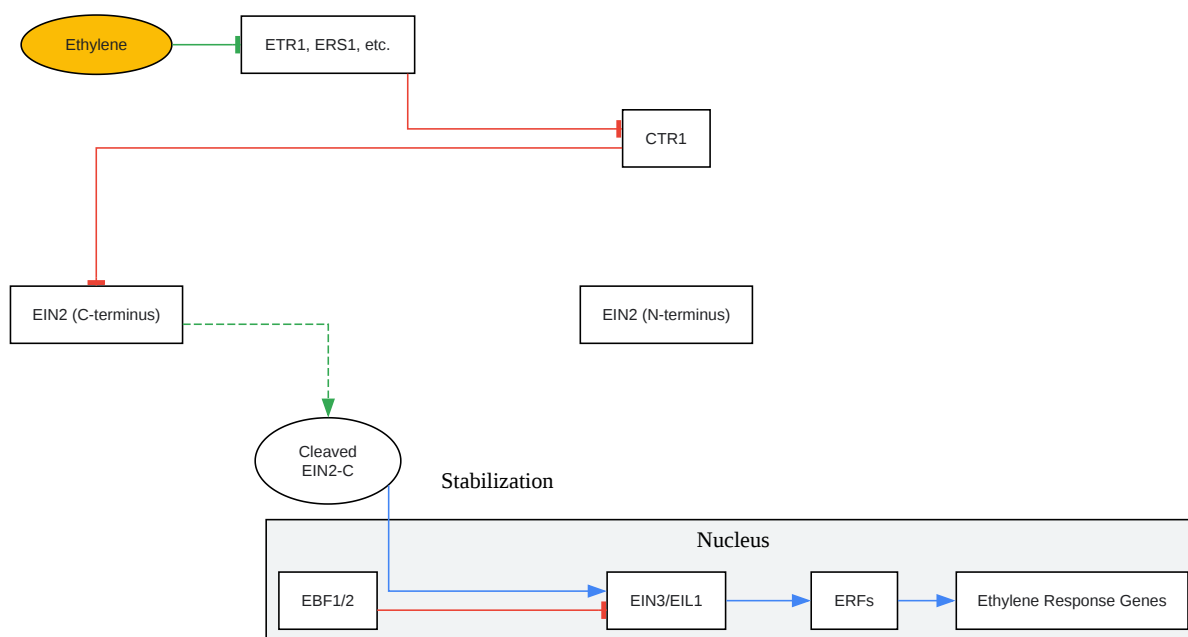 Ethylene
ETR1, ERS1, etc.
CTR1
EIN2 (C-terminus)
EIN2 (N-terminus)
Cleaved
EIN2-C
Stabilization
Nucleus
EBF1/2
EIN3/EIL1
ERFs
Ethylene Response Genes